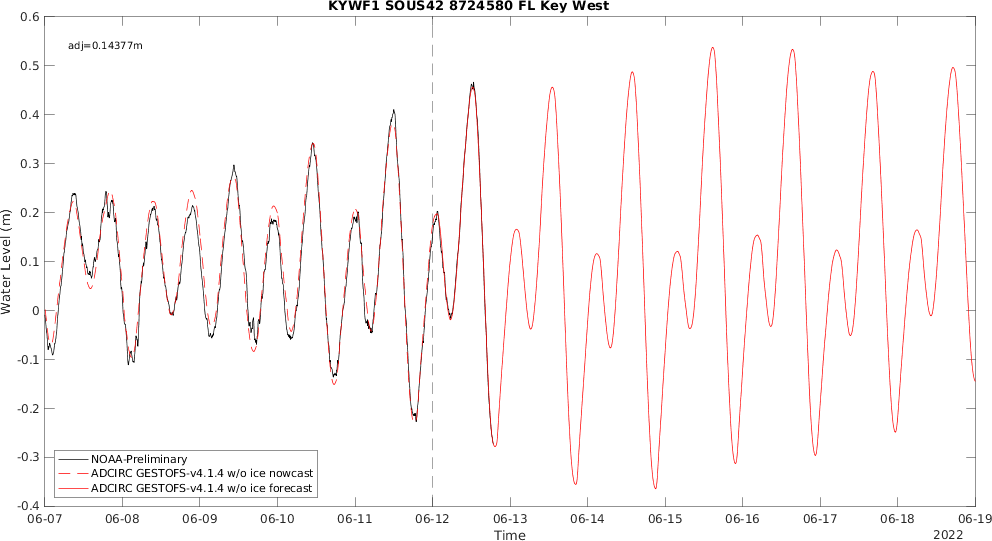 KYWF1 SOUS42 8724580 FL Key West
0.6
adj=0.14377m
0.5
0.4
0.3
0.2
0.1
0
-0.1
-0.2
-0.3
-0.4
Water Level (m)
NOAA-Preliminary
ADCIRC GESTOFS-v4.1.4 w/o ice nowcast
ADCIRC GESTOFS-v4.1.4 w/o ice forecast
06-07 06-08 06-09 06-10 06-11 06-12 06-13 06-14 06-15 06-16 06-17 06-18 06-19
Time
2022